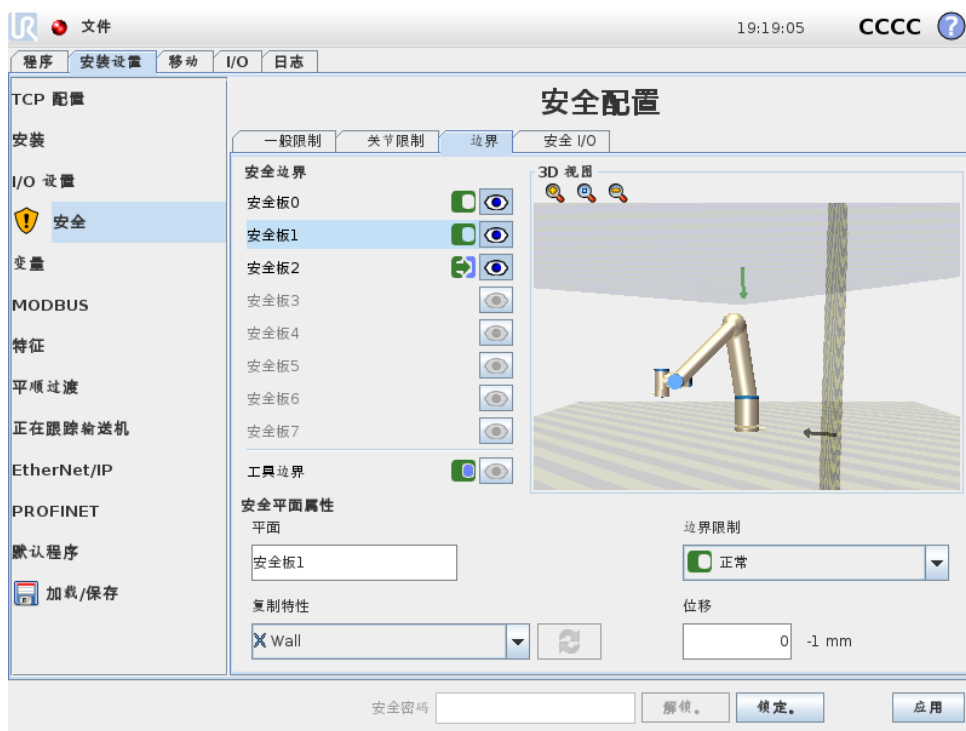 UR 文件 19:19:05 CCCC ?
程序 安装设置 移动 I/O 日志
TCP 配置
安装
I/O 设置
安全
变量
MODBUS
特征
平顺过渡
正在跟踪输送机
EtherNet/IP
PROFINET
默认程序
加载/保存
安全配置
一般限制 关节限制 边界 安全 I/O
安全边界
安全板0
安全板1
安全板2
安全板3
安全板4
安全板5
安全板6
安全板7
工具边界
3D 视图
安全平面属性
平面
安全板1
边界限制
正常
复制特性
Wall
位移
0 -1 mm
安全密码 解锁。 锁定。 应用